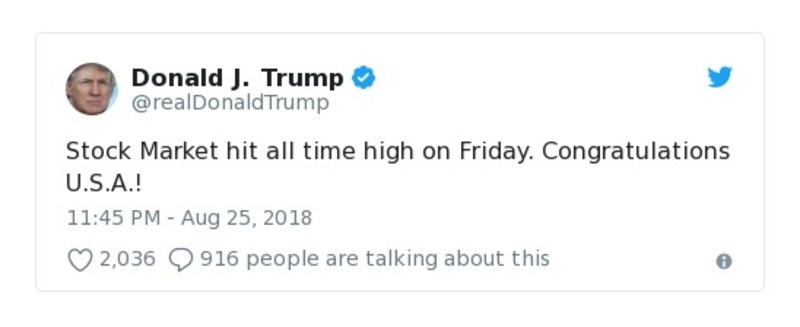 Donald J. Trump
@realDonaldTrump
Stock Market hit all time high on Friday. Congratulations
U.S.A.!
11:45 PM - Aug 25, 2018
2,036 916 people are talking about this